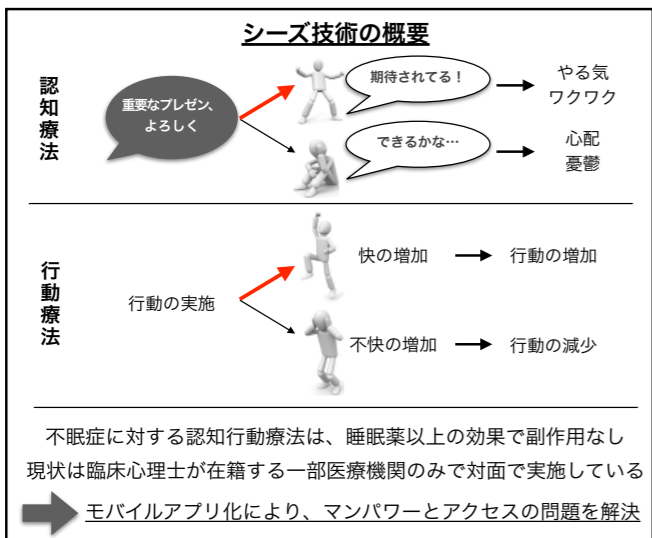 シーズ技術の概要
認知療法
重要なプレゼン、
よろしく
期待されてる！
やる気
ワクワク
できるかな…
心配
憂鬱
行動療法
行動の実施
快の増加
行動の増加
不快の増加
行動の減少
不眠症に対する認知行動療法は、睡眠薬以上の効果で副作用なし
現状は臨床心理士が在籍する一部医療機関のみで対面で実施している
モバイルアプリ化により、マンパワーとアクセスの問題を解決